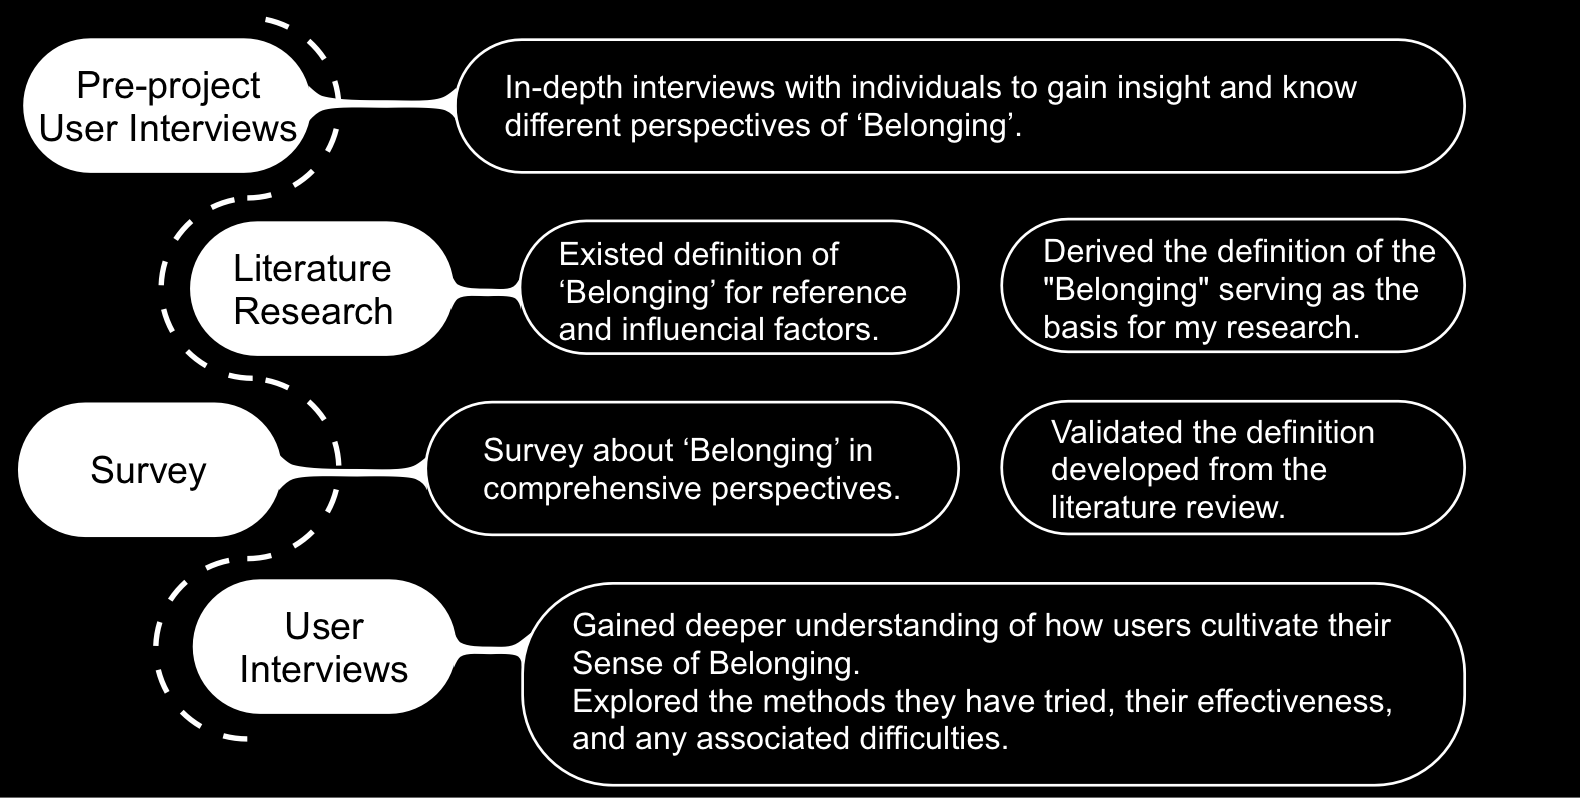 Pre-project
User Interviews
In-depth interviews with individuals to gain insight and know
different perspectives of ‘Belonging’.
Literature
Research
Existed definition of
‘Belonging’ for reference
and influencial factors.
Derived the definition of the
"Belonging" serving as the
basis for my research.
Survey
Survey about ‘Belonging’ in
comprehensive perspectives.
Validated the definition
developed from the
literature review.
User
Interviews
Gained deeper understanding of how users cultivate their
Sense of Belonging.
Explored the methods they have tried, their effectiveness,
and any associated difficulties.